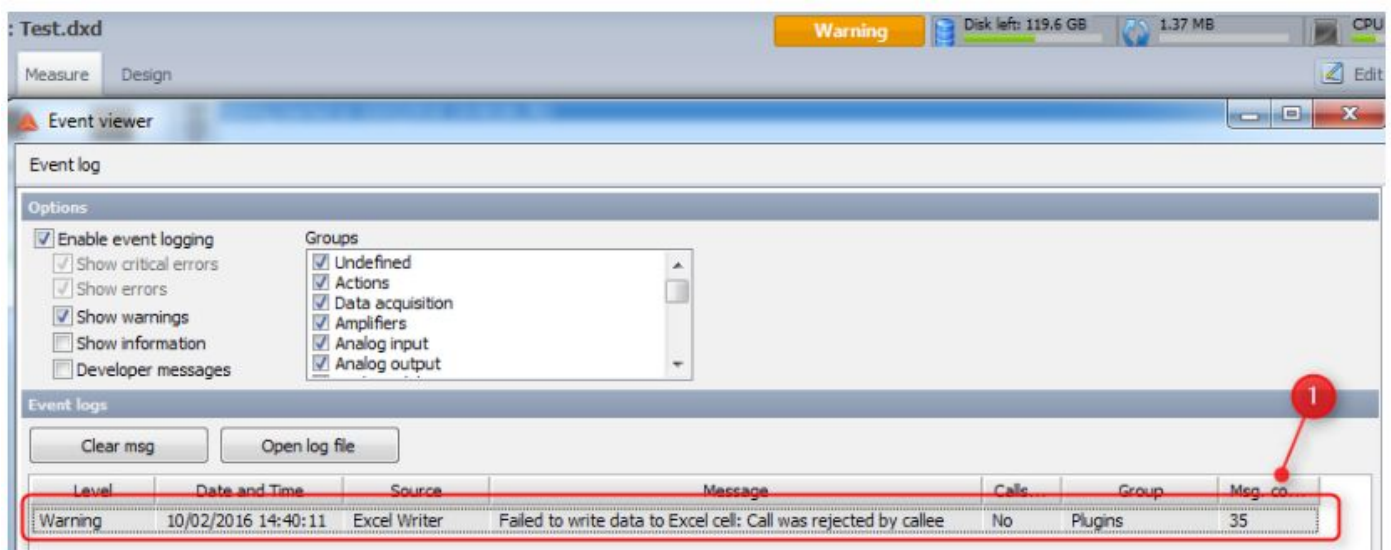 : Test.dxd
Warning
Disk left: 119.6 GB
1.37 MB
CPU
Measure Design
Edit
Event viewer
Event log
Options
Enable event logging
Groups
Show critical errors
Show errors
Show warnings
Show information
Developer messages
Undefined
Actions
Data acquisition
Amplifiers
Analog input
Analog output
1
Event logs
Clear msg Open log file
Level Date and Time Source Message Calls... Group Msg. co...
Warning 10/02/2016 14:40:11 Excel Writer Failed to write data to Excel cell: Call was rejected by callee No Plugins 35